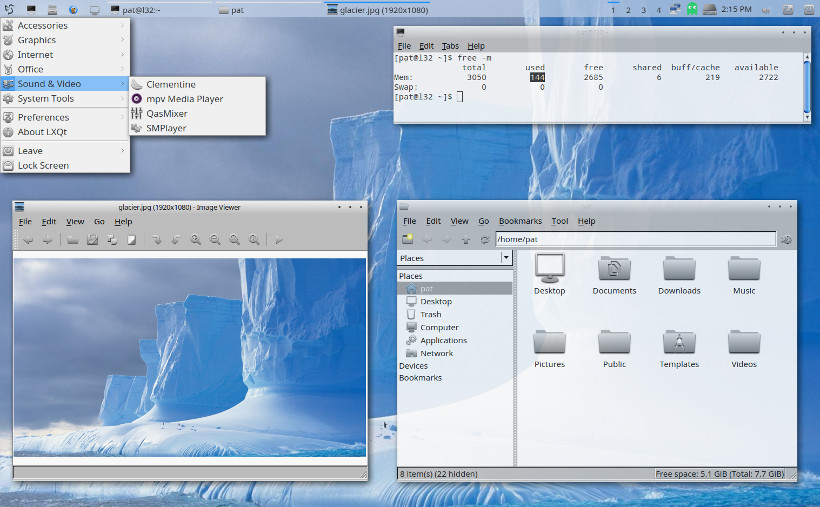 pat@l32:~
pat
glacier.jpg (1920x1080)
1 2 3 4
2:15 PM
Accessories
Graphics
Internet
Office
Sound & Video
System Tools
Preferences
About LXQt
Leave
Lock Screen
Clementine
mpv Media Player
QasMixer
SMPlayer
File Edit Tabs Help
[pat@l32 ~]$ free -m
total used free shared buff/cache available
Mem: 3050 144 2685 6 219 2722
Swap: 0 0 0
[pat@l32 ~]$
glacier.jpg (1920x1080) - Image Viewer
File Edit View Go Help
File Edit View Go Bookmarks Tool Help
/home/pat
Places
Places
pat
Desktop
Trash
Computer
Applications
Network
Devices
Bookmarks
Desktop Documents Downloads Music
Pictures Public Templates Videos
8 item(s) (22 hidden)
Free space: 5.1 GiB (Total: 7.7 GiB)